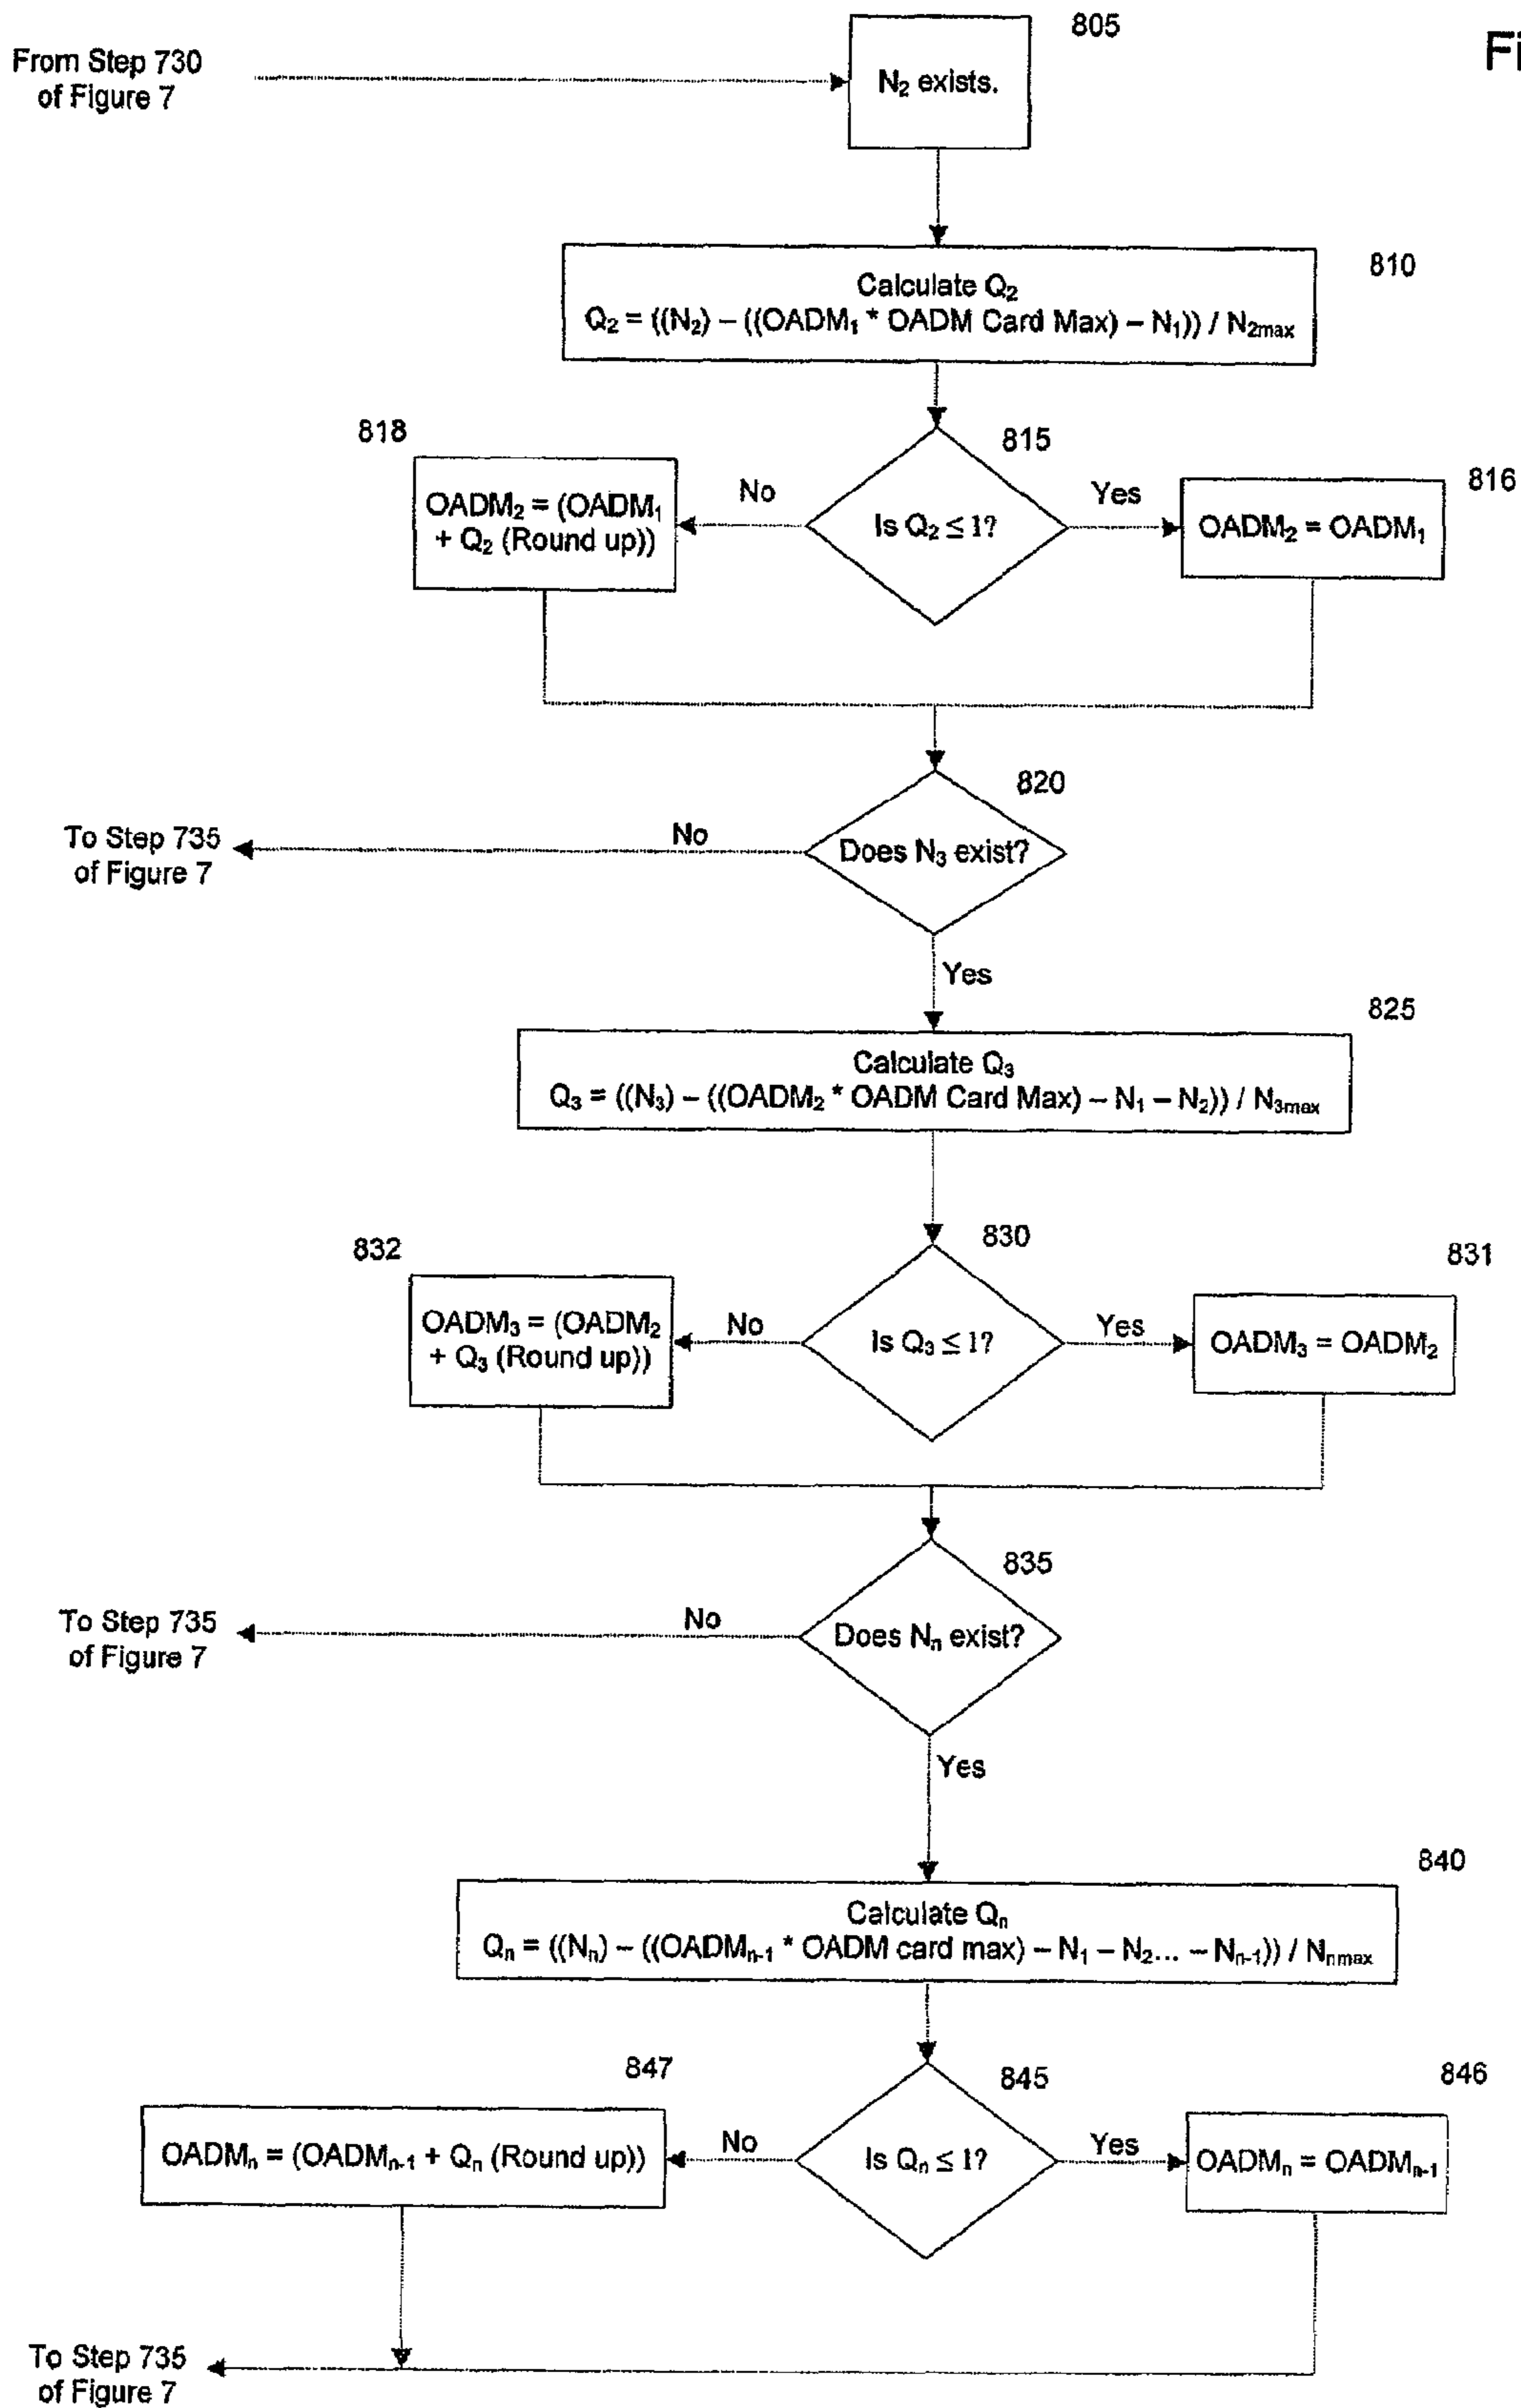 805
Fi
From Step 730
of Figure 7
N₂ exists.
810
Calculate Q₂
Q₂ = ((N₂) – ((OADM₁ * OADM Card Max) – N₁)) / N₂max
818
815
816
OADM₂ = (OADM₁
+ Q₂ (Round up))
No
Is Q₂ ≤ 1?
Yes
OADM₂ = OADM₁
820
To Step 735
of Figure 7
No
Does N₃ exist?
Yes
825
Calculate Q₃
Q₃ = ((N₃) – ((OADM₂ * OADM Card Max) – N₁ – N₂)) / N₃max
832
830
831
OADM₃ = (OADM₂
+ Q₃ (Round up))
No
Is Q₃ ≤ 1?
Yes
OADM₃ = OADM₂
835
To Step 735
of Figure 7
No
Does Nₙ exist?
Yes
840
Calculate Qₙ
Qₙ = ((Nₙ) – ((OADMₙ₋₁ * OADM card max) – N₁ – N₂... – Nₙ₋₁)) / Nₙmax
847
845
846
OADMₙ = (OADMₙ₋₁ + Qₙ (Round up))
No
Is Qₙ ≤ 1?
Yes
OADMₙ = OADMₙ₋₁
To Step 735
of Figure 7